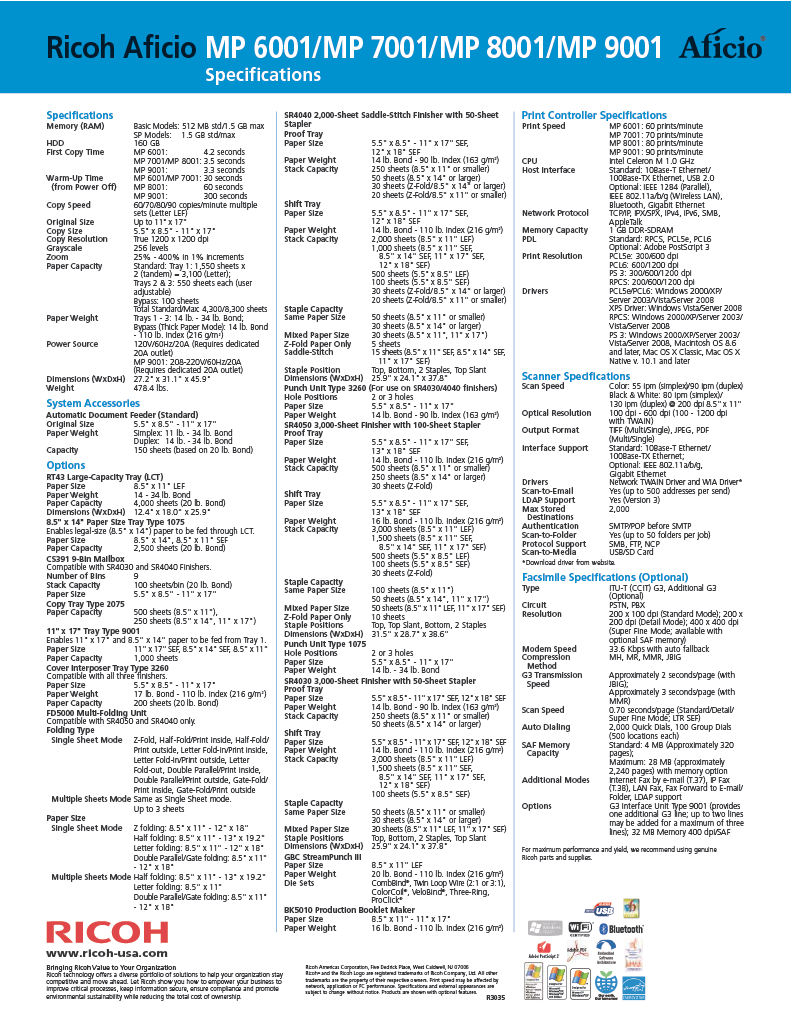 Ricoh Aficio MP 6001/MP 7001/MP 8001/MP 9001 Aficio
Specifications
Specifications
Memory (RAM) Basic Models: 512 MB std/1.5 GB max
SP Models: 1.5 GB std/max
HDD 160 GB
First Copy Time MP 6001: 4.2 seconds
MP 7001/MP 8001: 3.5 seconds
MP 9001: 3.3 seconds
Warm-Up Time MP 6001/MP 7001: 30 seconds
(from Power Off) MP 8001: 60 seconds
MP 9001: 300 seconds
Copy Speed 60/70/80/90 copies/minute multiple
sets (Letter LEF)
Original Size Up to 11" x 17"
Copy Size 5.5" x 8.5" - 11" x 17"
Copy Resolution True 1200 x 1200 dpi
Grayscale 256 levels
Zoom 25% - 400% in 1% increments
Paper Capacity Standard: Tray 1: 1,550 sheets x
2 (tandem) = 3,100 (Letter);
Trays 2 & 3: 550 sheets each (user
adjustable)
Bypass: 100 sheets
Total Standard/Max: 4,300/8,300 sheets
Paper Weight Trays 1 - 3: 14 lb. - 34 lb. Bond;
Bypass (Thick Paper Mode): 14 lb. Bond
- 110 lb. Index (216 g/m²)
Power Source 120V/60Hz/20A (Requires dedicated
20A outlet)
MP 9001: 208-220V/60Hz/20A
(Requires dedicated 20A outlet)
Dimensions (WxDxH) 27.2" x 31.1" x 45.9"
Weight 478.4 lbs.
System Accessories
Automatic Document Feeder (Standard)
Original Size 5.5" x 8.5" - 11" x 17"
Paper Weight Simplex: 11 lb. - 34 lb. Bond
Duplex: 14 lb. - 34 lb. Bond
Capacity 150 sheets (based on 20 lb. Bond)
Options
RT43 Large-Capacity Tray (LCT)
Paper Size 8.5" x 11" LEF
Paper Weight 14 - 34 lb. Bond
Paper Capacity 4,000 sheets (20 lb. Bond)
Dimensions (WxDxH) 12.4" x 18.0" x 25.9"
8.5" x 14" Paper Size Tray Type 1075
Enables legal-size (8.5" x 14") paper to be fed through LCT.
Paper Size 8.5" x 14", 8.5" x 11" SEF
Paper Capacity 2,500 sheets (20 lb. Bond)
CS391 9-Bin Mailbox
Compatible with SR4030 and SR4040 Finishers.
Number of Bins 9
Stack Capacity 100 sheets/bin (20 lb. Bond)
Paper Size 5.5" x 8.5" - 11" x 17"
Copy Tray Type 2075
Paper Capacity 500 sheets (8.5" x 11"),
250 sheets (8.5" x 14", 11" x 17")
11" x 17" Tray Type 9001
Enables 11" x 17" and 8.5" x 14" paper to be fed from Tray 1.
Paper Size 11" x 17" SEF, 8.5" x 14" SEF, 8.5" x 11"
Paper Capacity 1,000 sheets
Cover Interposer Tray Type 3260
Compatible with all three finishers.
Paper Size 5.5" x 8.5" - 11" x 17"
Paper Weight 17 lb. Bond - 110 lb. Index (216 g/m²)
Paper Capacity 200 sheets (20 lb. Bond)
FD5000 Multi-Folding Unit
Compatible with SR4050 and SR4040 only.
Folding Type
Single Sheet Mode Z-Fold, Half-Fold/Print inside, Half-Fold/
Print outside, Letter Fold-in/Print inside,
Letter Fold-in/Print outside, Letter
Fold-out, Double Parallel/Print inside,
Double Parallel/Print outside, Gate-Fold/
Print inside, Gate-Fold/Print outside
Multiple Sheets Mode Same as Single Sheet mode.
Up to 3 sheets
Paper Size
Single Sheet Mode Z folding: 8.5" x 11" - 12" x 18"
Half folding: 8.5" x 11" - 13" x 19.2"
Letter folding: 8.5" x 11" - 12" x 18"
Double Parallel/Gate folding: 8.5" x 11"
- 12" x 18"
Multiple Sheets Mode Half folding: 8.5" x 11" - 13" x 19.2"
Letter folding: 8.5" x 11"
Double Parallel/Gate folding: 8.5" x 11"
- 12" x 18"
RICOH
www.ricoh-usa.com
Bringing Ricoh Value to Your Organization
Ricoh technology offers a diverse portfolio of solutions to help your organization stay
competitive and move ahead. Let Ricoh show you how to empower your business to
improve critical processes, keep information secure, ensure compliance and promote
environmental sustainability while reducing the total cost of ownership.
SR4040 2,000-Sheet Saddle-Stitch Finisher with 50-Sheet
Stapler
Proof Tray
Paper Size 5.5" x 8.5" - 11" x 17" SEF,
12" x 18" SEF
Paper Weight 14 lb. Bond - 90 lb. Index (163 g/m²)
Stack Capacity 250 sheets (8.5" x 11" or smaller)
50 sheets (8.5" x 14" or larger)
30 sheets (Z-Fold/8.5" x 14" or larger)
20 sheets (Z-Fold/8.5" x 11" or smaller)
Shift Tray
Paper Size 5.5" x 8.5" - 11" x 17" SEF,
12" x 18" SEF
Paper Weight 14 lb. Bond - 110 lb. Index (216 g/m²)
Stack Capacity 2,000 sheets (8.5" x 11" LEF)
1,000 sheets (8.5" x 11" SEF,
8.5" x 14" SEF, 11" x 17" SEF,
12" x 18" SEF)
500 sheets (5.5" x 8.5" LEF)
100 sheets (5.5" x 8.5" SEF)
30 sheets (Z-Fold/8.5" x 14" or larger)
20 sheets (Z-Fold/8.5" x 11" or smaller)
Staple Capacity
Same Paper Size 50 sheets (8.5" x 11" or smaller)
30 sheets (8.5" x 14" or larger)
Mixed Paper Size 30 sheets (8.5" x 11", 11" x 17")
Z-Fold Paper Only 5 sheets
Saddle-Stitch 15 sheets (8.5" x 11" SEF, 8.5" x 14" SEF,
11" x 17" SEF)
Staple Position Top, Bottom, 2 Staples, Top Slant
Dimensions (WxDxH) 25.9" x 24.1" x 37.8"
Punch Unit Type 3260 (For use on SR4030/4040 finishers)
Hole Positions 2 or 3 holes
Paper Size 5.5" x 8.5" - 11" x 17"
Paper Weight 14 lb. Bond - 90 lb. Index (163 g/m²)
SR4050 3,000-Sheet Finisher with 100-Sheet Stapler
Proof Tray
Paper Size 5.5" x 8.5" - 11" x 17" SEF,
13" x 18" SEF
Paper Weight 14 lb. Bond - 110 lb. Index (216 g/m²)
Stack Capacity 500 sheets (8.5" x 11" or smaller)
250 sheets (8.5" x 14" or larger)
30 sheets (Z-Fold)
Shift Tray
Paper Size 5.5" x 8.5" - 11" x 17" SEF,
13" x 18" SEF
Paper Weight 16 lb. Bond - 110 lb. Index (216 g/m²)
Stack Capacity 3,000 sheets (8.5" x 11" LEF)
1,500 sheets (8.5" x 11" SEF,
8.5" x 14" SEF, 11" x 17" SEF)
500 sheets (5.5" x 8.5" LEF)
100 sheets (5.5" x 8.5" SEF)
30 sheets (Z-Fold)
Staple Capacity
Same Paper Size 100 sheets (8.5" x 11")
50 sheets (8.5" x 14", 11" x 17")
Mixed Paper Size 50 sheets (8.5" x 11" LEF, 11" x 17" SEF)
Z-Fold Paper Only 10 sheets
Staple Positions Top, Top Slant, Bottom, 2 Staples
Dimensions (WxDxH) 31.5" x 28.7" x 38.6"
Punch Unit Type 1075
Hole Positions 2 or 3 holes
Paper Size 5.5" x 8.5" - 11" x 17"
Paper Weight 14 lb. - 34 lb. Bond
SR4030 3,000-Sheet Finisher with 50-Sheet Stapler
Proof Tray
Paper Size 5.5" x 8.5" - 11" x 17" SEF, 12" x 18" SEF
Paper Weight 14 lb. Bond - 90 lb. Index (163 g/m²)
Stack Capacity 250 sheets (8.5" x 11" or smaller)
50 sheets (8.5" x 14" or larger)
Shift Tray
Paper Size 5.5" x 8.5" - 11" x 17" SEF, 12" x 18" SEF
Paper Weight 14 lb. Bond - 110 lb. Index (216 g/m²)
Stack Capacity 3,000 sheets (8.5" x 11" LEF)
1,500 sheets (8.5" x 11" SEF,
8.5" x 14" SEF, 11" x 17" SEF,
12" x 18" SEF)
100 sheets (5.5" x 8.5" SEF)
Staple Capacity
Same Paper Size 50 sheets (8.5" x 11" or smaller)
30 sheets (8.5" x 14" or larger)
Mixed Paper Size 30 sheets (8.5" x 11" LEF, 11" x 17" SEF)
Staple Positions Top, Bottom, 2 Staples, Top Slant
Dimensions (WxDxH) 25.9" x 24.1" x 37.8"
GBC StreamPunch III
Paper Size 8.5" x 11" LEF
Paper Weight 20 lb. Bond - 110 lb. Index (216 g/m²)
Die Sets CombBind®, Twin Loop Wire (2:1 or 3:1),
ColorCoil®, VeloBind®, Three-Ring,
ProClick®
BK5010 Production Booklet Maker
Paper Size 8.5" x 11" - 11" x 17"
Paper Weight 16 lb. Bond - 110 lb. Index (216 g/m²)
Ricoh Americas Corporation, Five Dedrick Place, West Caldwell, NJ 07006
Ricoh® and the Ricoh Logo are registered trademarks of Ricoh Company, Ltd. All other
trademarks are the property of their respective owners. Print speed may be affected by
network, application or PC performance. Specifications and external appearances are
subject to change without notice. Products are shown with optional features.
R3035
Print Controller Specifications
Print Speed MP 6001: 60 prints/minute
MP 7001: 70 prints/minute
MP 8001: 80 prints/minute
MP 9001: 90 prints/minute
CPU Intel Celeron M 1.0 GHz
Host Interface Standard: 10Base-T Ethernet/
100Base-TX Ethernet, USB 2.0
Optional: IEEE 1284 (Parallel),
IEEE 802.11a/b/g (Wireless LAN),
Bluetooth, Gigabit Ethernet
Network Protocol TCP/IP, IPX/SPX, IPv4, IPv6, SMB,
AppleTalk
Memory Capacity 1 GB DDR-SDRAM
PDL Standard: RPCS, PCL5e, PCL6
Optional: Adobe PostScript 3
Print Resolution PCL5e: 300/600 dpi
PCL6: 600/1200 dpi
PS 3: 300/600/1200 dpi
RPCS: 200/600/1200 dpi
Drivers PCL5e/PCL6: Windows 2000/XP/
Server 2003/Vista/Server 2008
XPS Driver: Windows Vista/Server 2008
RPCS: Windows 2000/XP/Server 2003/
Vista/Server 2008
PS 3: Windows 2000/XP/Server 2003/
Vista/Server 2008, Macintosh OS 8.6
and later, Mac OS X Classic, Mac OS X
Native v. 10.1 and later
Scanner Specifications
Scan Speed Color: 55 ipm (simplex)/90 ipm (duplex)
Black & White: 80 ipm (simplex)/
130 ipm (duplex) @ 200 dpi 8.5" x 11"
Optical Resolution 100 dpi - 600 dpi (100 - 1200 dpi
with TWAIN)
Output Format TIFF (Multi/Single), JPEG, PDF
(Multi/Single)
Interface Support Standard: 10Base-T Ethernet/
100Base-TX Ethernet;
Optional: IEEE 802.11a/b/g,
Gigabit Ethernet
Drivers Network TWAIN Driver and WIA Driver*
Scan-to-Email Yes (up to 500 addresses per send)
LDAP Support Yes (Version 3)
Max Stored 2,000
Destinations
Authentication SMTP/POP before SMTP
Scan-to-Folder Yes (up to 50 folders per job)
Protocol Support SMB, FTP, NCP
Scan-to-Media USB/SD Card
*Download driver from website.
Facsimile Specifications (Optional)
Type ITU-T (CCIT) G3, Additional G3
(Optional)
Circuit PSTN, PBX
Resolution 200 x 100 dpi (Standard Mode); 200 x
200 dpi (Detail Mode); 400 x 400 dpi
(Super Fine Mode; available with
optional SAF memory)
Modem Speed 33.6 Kbps with auto fallback
Compression MH, MR, MMR, JBIG
Method
G3 Transmission Approximately 2 seconds/page (with
Speed JBIG);
Approximately 3 seconds/page (with
MMR)
Scan Speed 0.70 seconds/page (Standard/Detail/
Super Fine Mode; LTR SEF)
Auto Dialing 2,000 Quick Dials, 100 Group Dials
(500 locations each)
SAF Memory Standard: 4 MB (Approximately 320
Capacity pages);
Maximum: 28 MB (approximately
2,240 pages) with memory option
Additional Modes Internet Fax by e-mail (T.37), IP Fax
(T.38), LAN Fax, Fax Forward to E-mail/
Folder, LDAP support
Options G3 Interface Unit Type 9001 (provides
one additional G3 line; up to two lines
may be added for a maximum of three
lines); 32 MB Memory 400 dpi/SAF
For maximum performance and yield, we recommend using genuine
Ricoh parts and supplies.
USB
Wi Fi
CERTIFIED
Bluetooth
Adobe PostScript 3
Adobe PDF